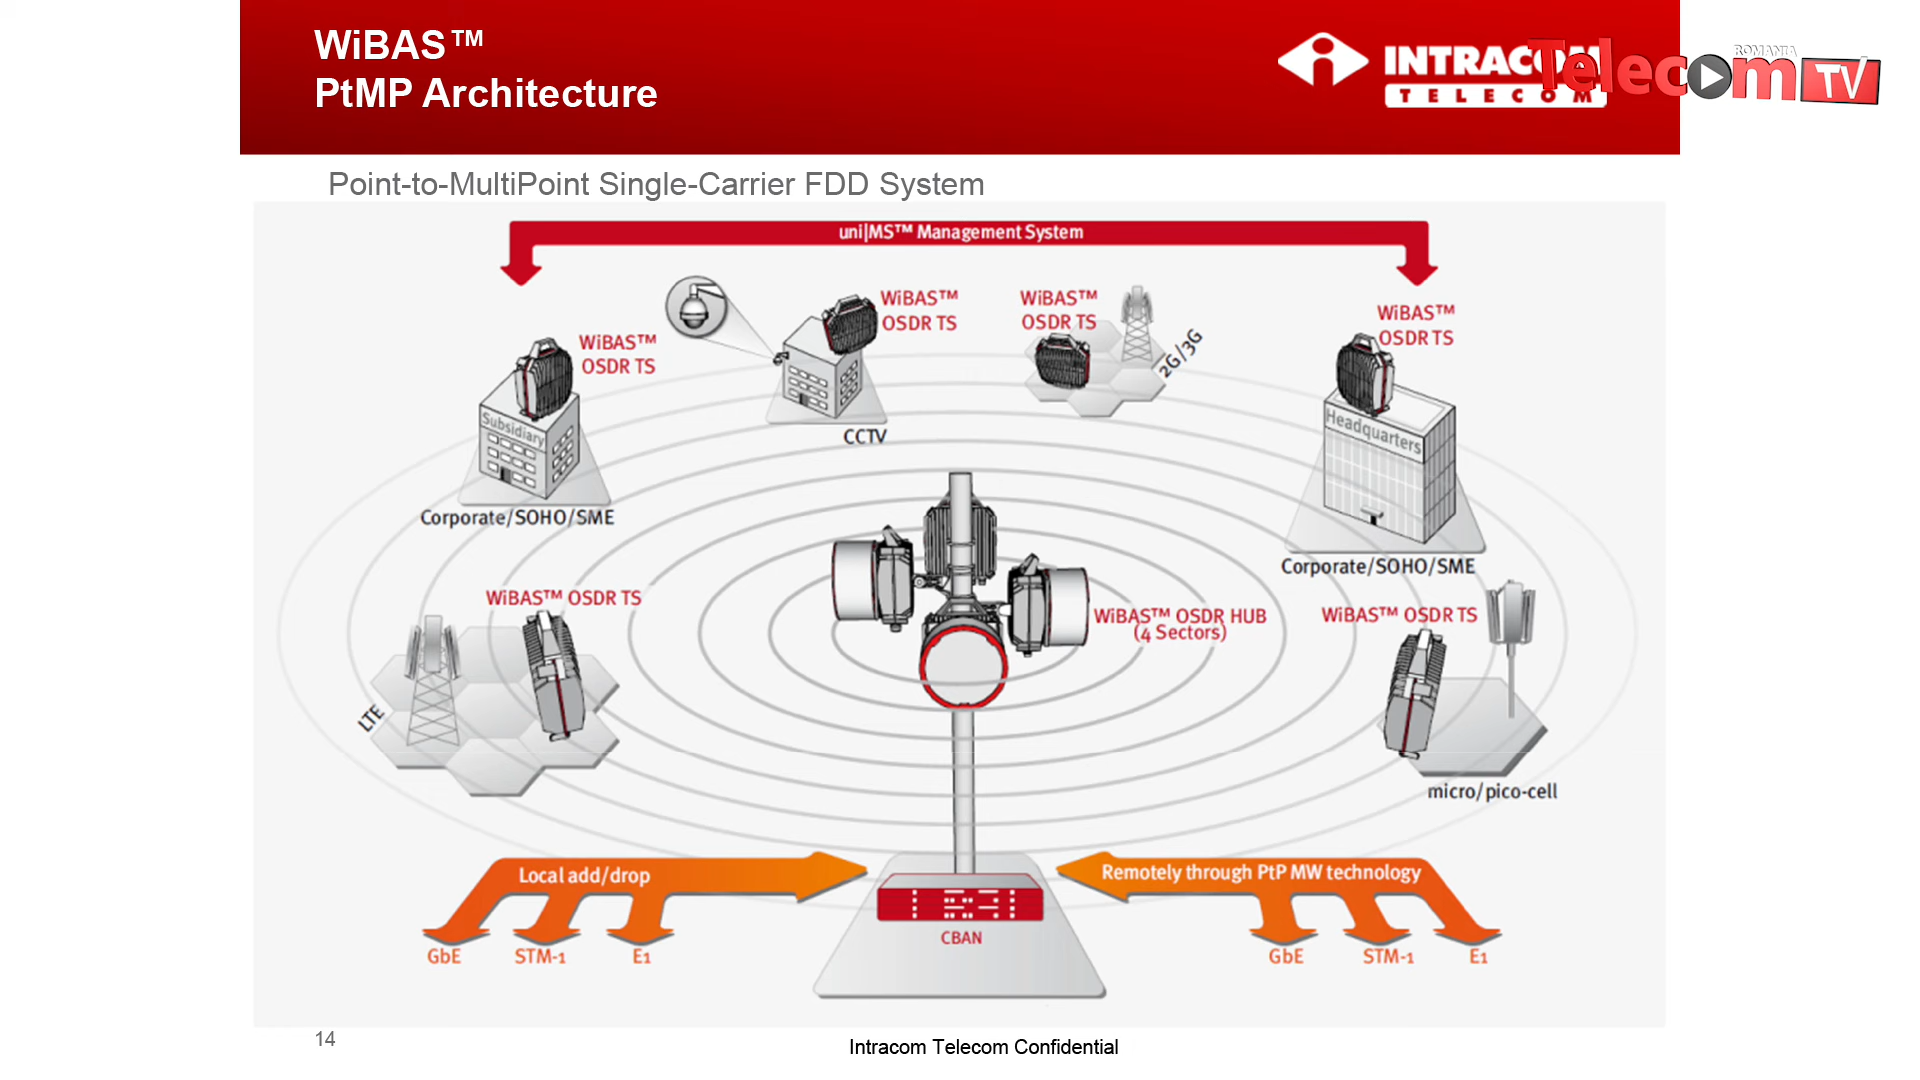 WiBAS™
PtMP Architecture
INTRACOM
TELECOM
Telecom TV
ROMANIA
Point-to-MultiPoint Single-Carrier FDD System
uni|MS™ Management System
WiBAS™
OSDR TS
WiBAS™
OSDR TS
WiBAS™
OSDR TS
WiBAS™
OSDR TS
2G/3G
Subsidiary
Headquarters
CCTV
Corporate/SOHO/SME
Corporate/SOHO/SME
WiBAS™ OSDR TS
WiBAS™ OSDR HUB
(4 Sectors)
WiBAS™ OSDR TS
LTE
micro/pico-cell
Local add/drop
Remotely through PtP MW technology
GbE
STM-1
E1
CBAN
GbE
STM-1
E1
14
Intracom Telecom Confidential